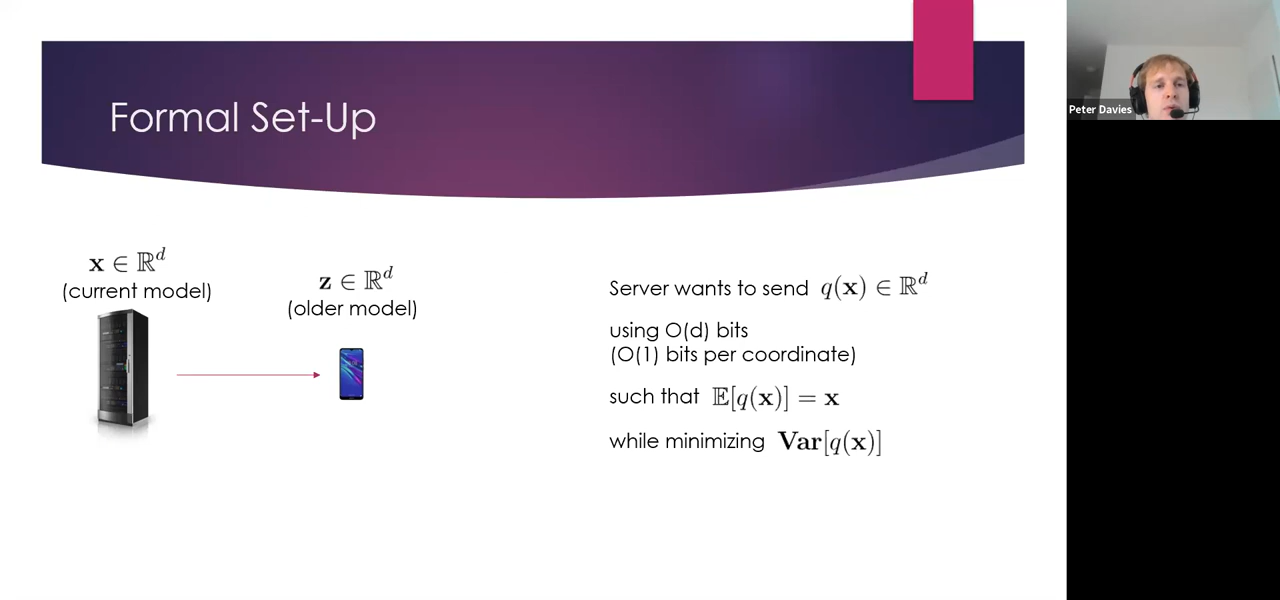 Formal Set-Up
Peter Davies
x ∈ ℝ^d
(current model)
z ∈ ℝ^d
(older model)
Server wants to send q(x) ∈ ℝ^d
using O(d) bits
(O(1) bits per coordinate)
such that 𝔼[q(x)] = x
while minimizing Var[q(x)]